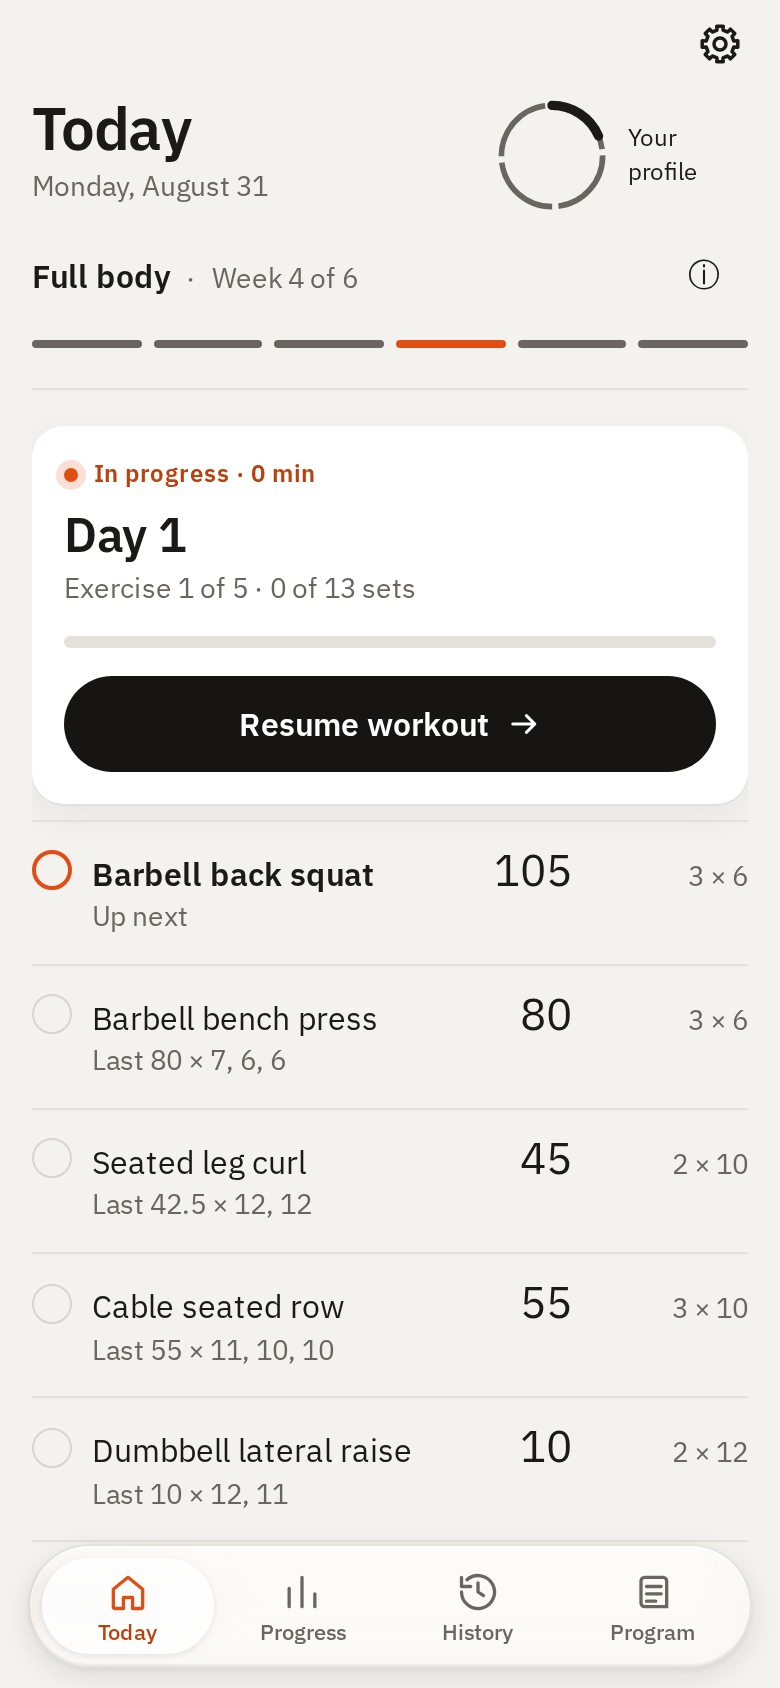 Today
Monday, August 31
Your
profile
Full body · Week 4 of 6
In progress · 0 min
Day 1
Exercise 1 of 5 · 0 of 13 sets
Resume workout →
Barbell back squat 105 3 × 6
Up next
Barbell bench press 80 3 × 6
Last 80 × 7, 6, 6
Seated leg curl 45 2 × 10
Last 42.5 × 12, 12
Cable seated row 55 3 × 10
Last 55 × 11, 10, 10
Dumbbell lateral raise 10 2 × 12
Last 10 × 12, 11
Today Progress History Program